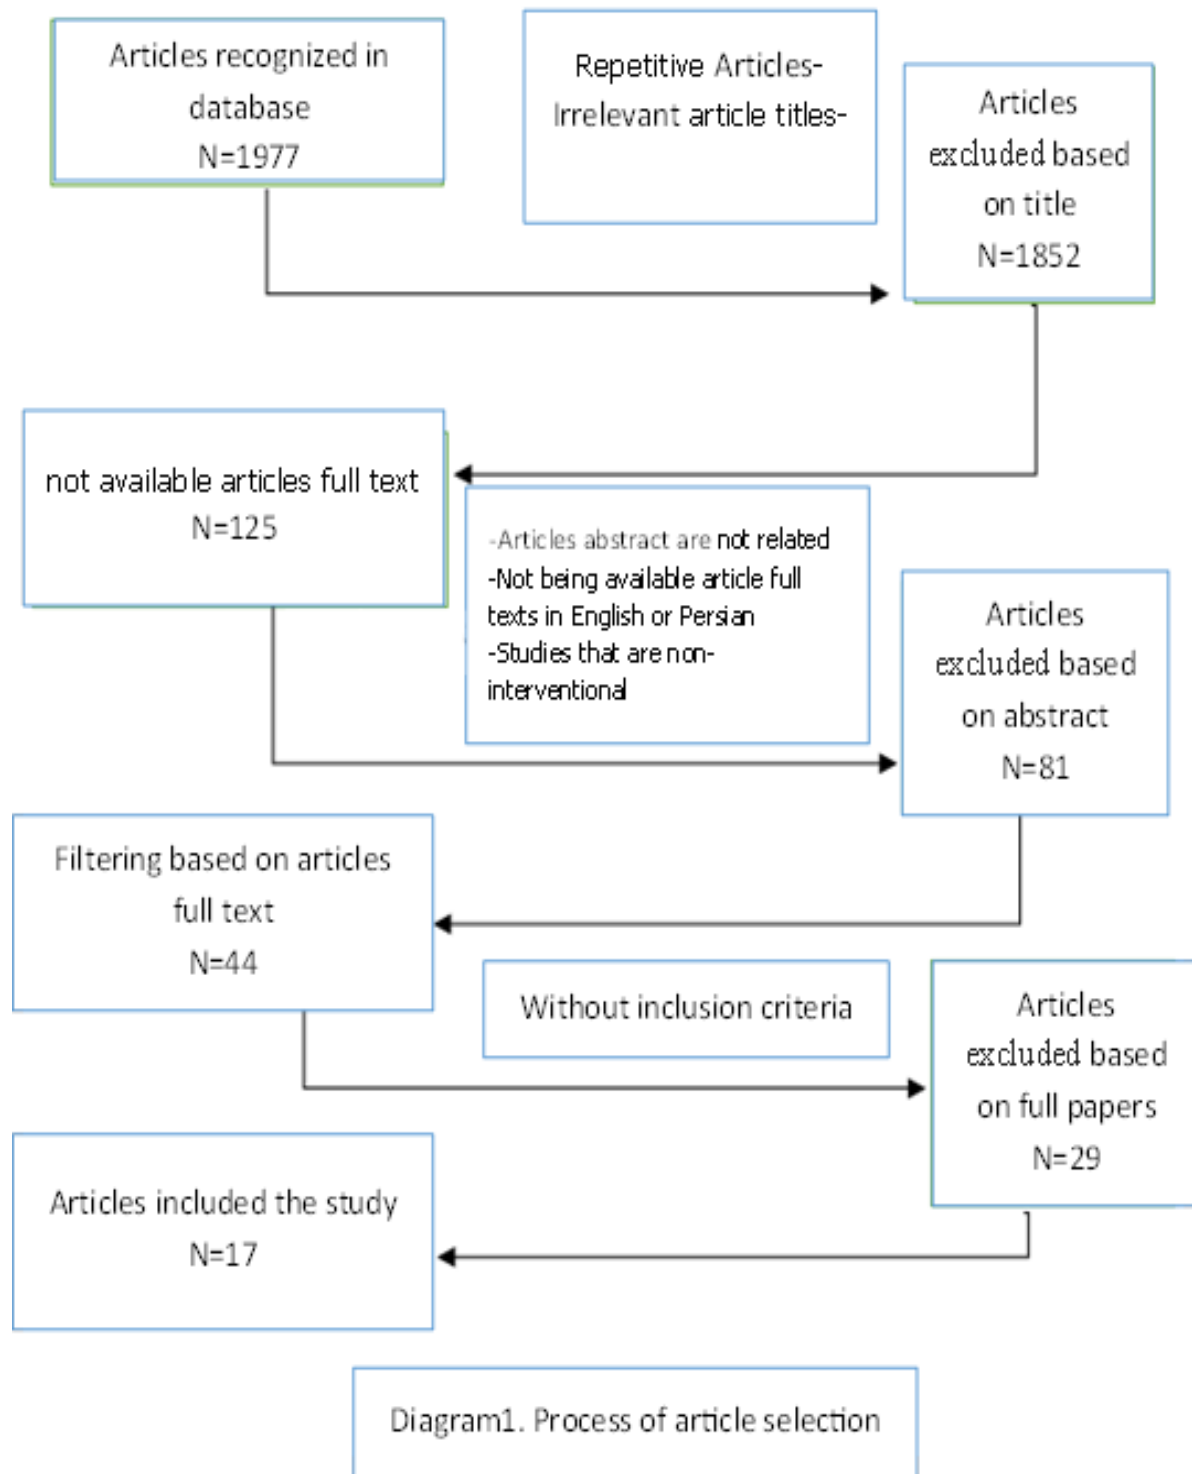 Articles recognized in
database
N=1977
Repetitive Articles-
Irrelevant article titles-
Articles
excluded based
on title
N=1852
not available articles full text
N=125
-Articles abstract are not related
-Not being available article full
texts in English or Persian
-Studies that are non-
interventional
Articles
excluded based
on abstract
N=81
Filtering based on articles
full text
N=44
Without inclusion criteria
Articles
excluded based
on full papers
N=29
Articles included the study
N=17
Diagram1. Process of article selection